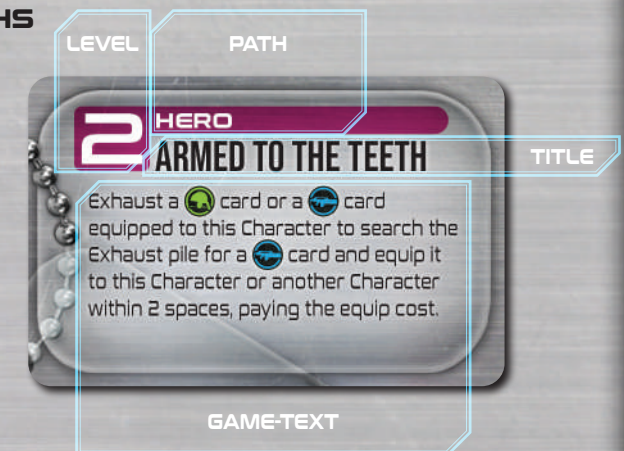 HS
LEVEL PATH
2 HERO
ARMED TO THE TEETH
TITLE
Exhaust a card or a card
equipped to this Character to search the
Exhaust pile for a card and equip it
to this Character or another Character
within 2 spaces, paying the equip cost.
GAME-TEXT